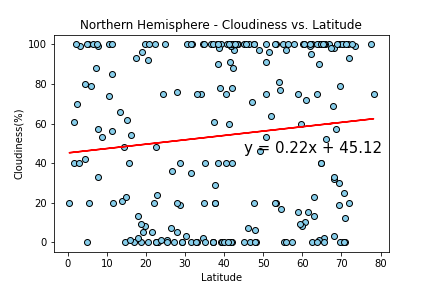 Northern Hemisphere - Cloudiness vs. Latitude
Cloudiness(%)
100
80
60
40
20
0
y = 0.22x + 45.12
0 10 20 30 40 50 60 70 80
Latitude